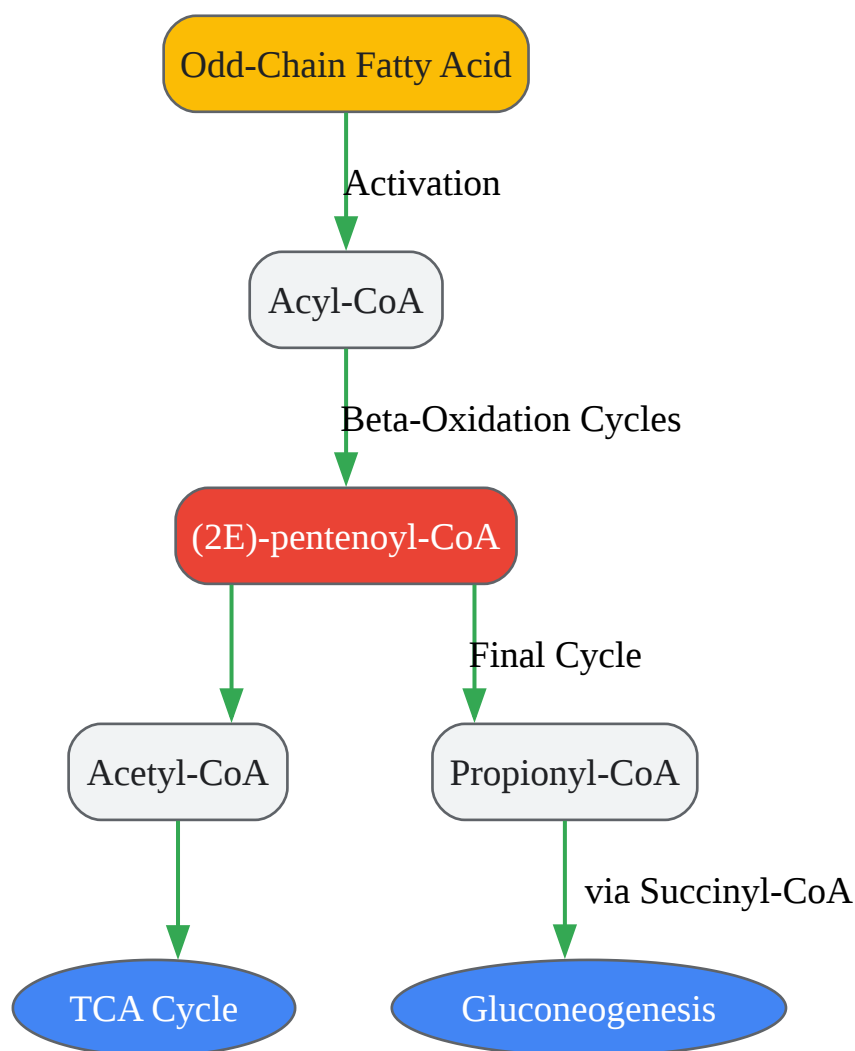 Odd-Chain Fatty Acid
Activation
Acyl-CoA
Beta-Oxidation Cycles
(2E)-pentenoyl-CoA
Final Cycle
Acetyl-CoA
Propionyl-CoA
via Succinyl-CoA
TCA Cycle
Gluconeogenesis